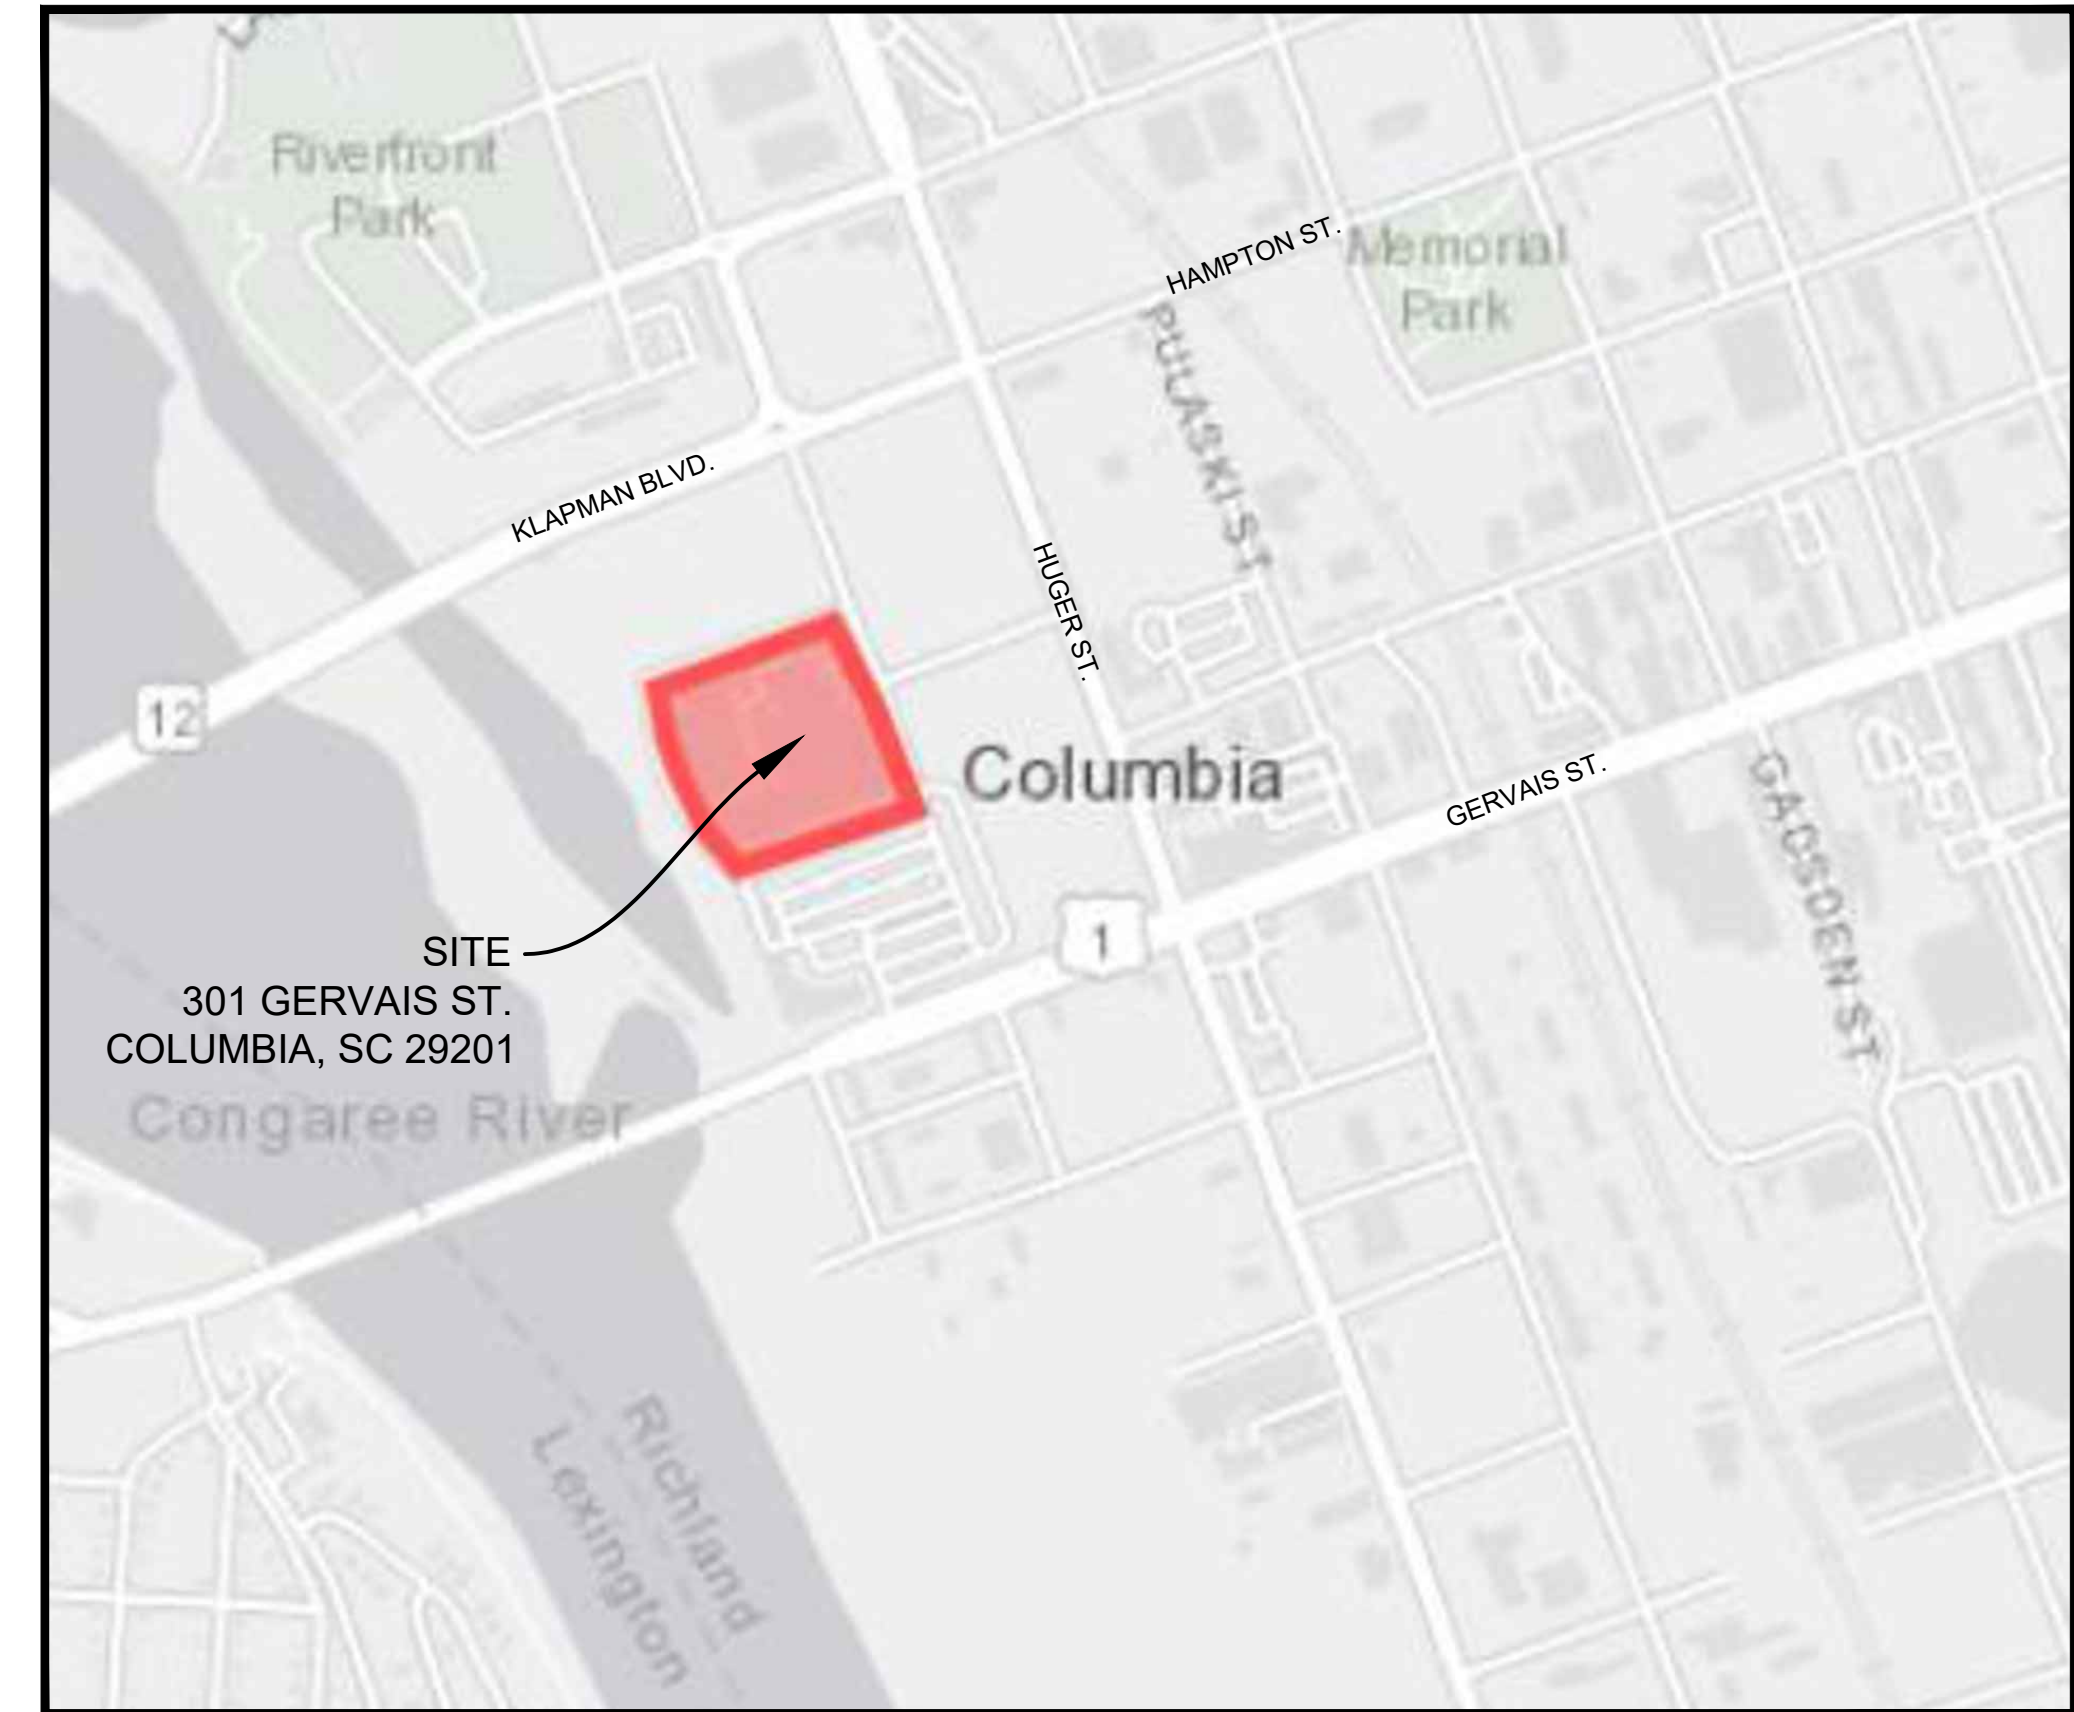 Riverfront
Park
HAMPTON ST.
Memorial
Park
PULASKI ST
KLAPMAN BLVD.
HUGER ST.
12
Columbia
GERVAIS ST.
GADSDEN ST
1
SITE
301 GERVAIS ST.
COLUMBIA, SC 29201
Congaree River
Richland
Lexington